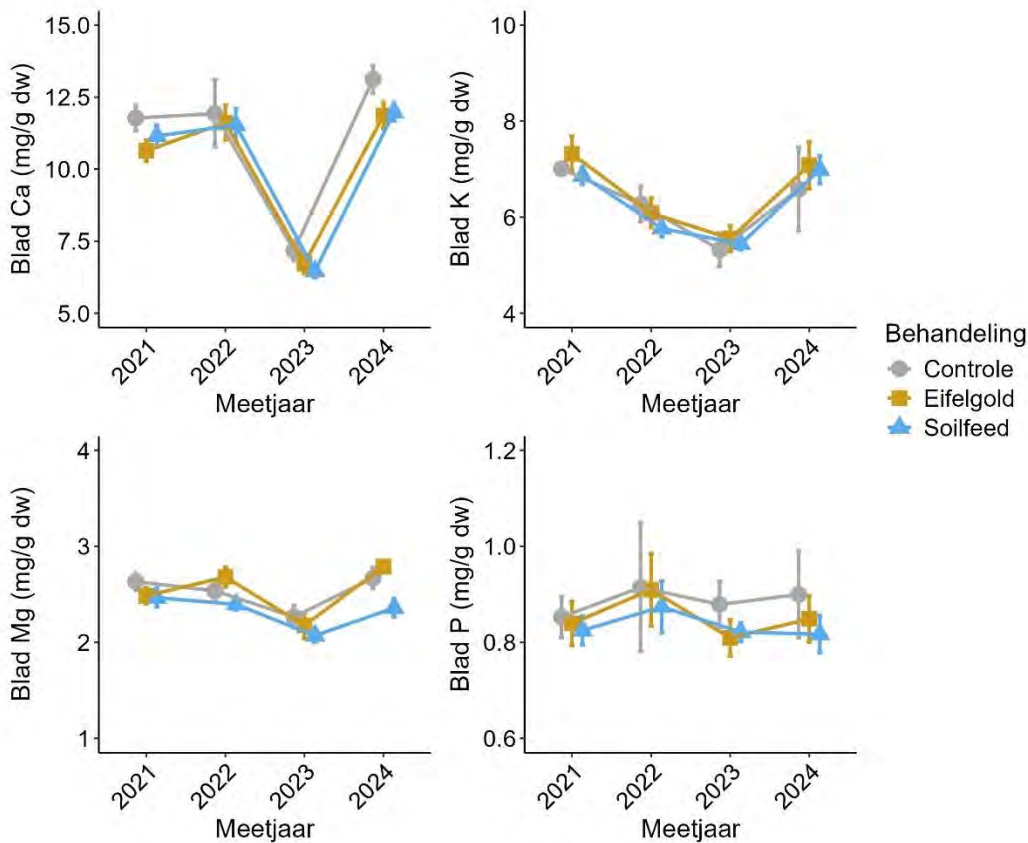 Blad Ca (mg/g dw)
15.0
12.5
10.0
7.5
5.0
2021
2022
2023
2024
Meetjaar
Blad K (mg/g dw)
10
8
6
4
2021
2022
2023
2024
Meetjaar
Behandeling
Controle
Eifelgold
Soilfeed
Blad Mg (mg/g dw)
4
3
2
1
2021
2022
2023
2024
Meetjaar
Blad P (mg/g dw)
1.2
1.0
0.8
0.6
2021
2022
2023
2024
Meetjaar